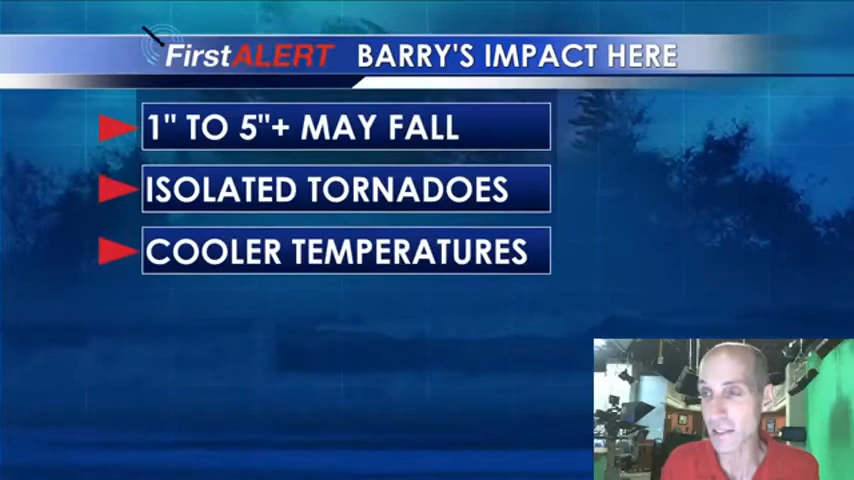 FirstALERT BARRY'S IMPACT HERE
1" TO 5"+ MAY FALL
ISOLATED TORNADOES
COOLER TEMPERATURES